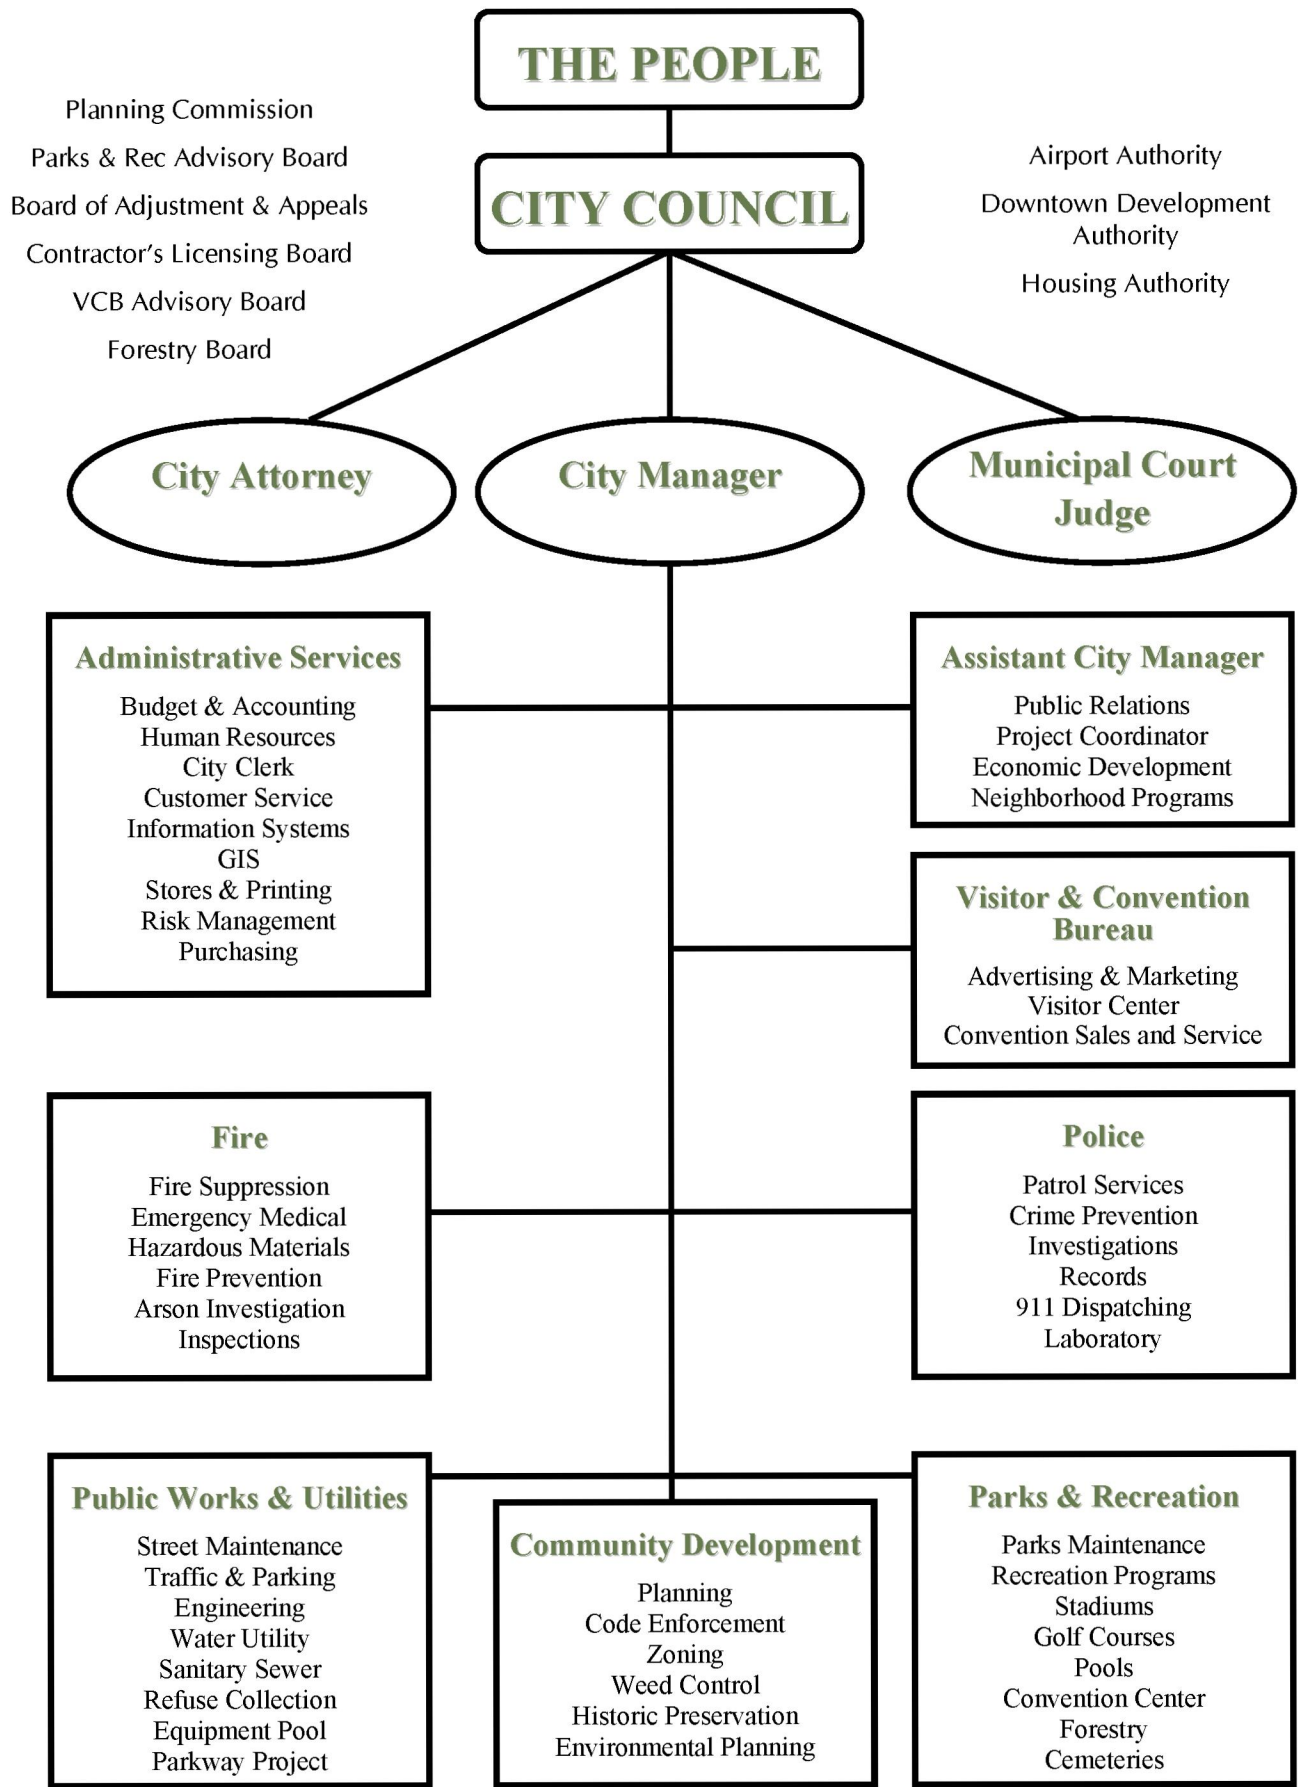 THE PEOPLE
CITY COUNCIL
Planning Commission
Parks & Rec Advisory Board
Board of Adjustment & Appeals
Contractor's Licensing Board
VCB Advisory Board
Forestry Board
Airport Authority
Downtown Development
Authority
Housing Authority
City Attorney
City Manager
Municipal Court
Judge
Administrative Services
Budget & Accounting
Human Resources
City Clerk
Customer Service
Information Systems
GIS
Stores & Printing
Risk Management
Purchasing
Assistant City Manager
Public Relations
Project Coordinator
Economic Development
Neighborhood Programs
Visitor & Convention
Bureau
Advertising & Marketing
Visitor Center
Convention Sales and Service
Fire
Fire Suppression
Emergency Medical
Hazardous Materials
Fire Prevention
Arson Investigation
Inspections
Police
Patrol Services
Crime Prevention
Investigations
Records
911 Dispatching
Laboratory
Public Works & Utilities
Street Maintenance
Traffic & Parking
Engineering
Water Utility
Sanitary Sewer
Refuse Collection
Equipment Pool
Parkway Project
Community Development
Planning
Code Enforcement
Zoning
Weed Control
Historic Preservation
Environmental Planning
Parks & Recreation
Parks Maintenance
Recreation Programs
Stadiums
Golf Courses
Pools
Convention Center
Forestry
Cemeteries